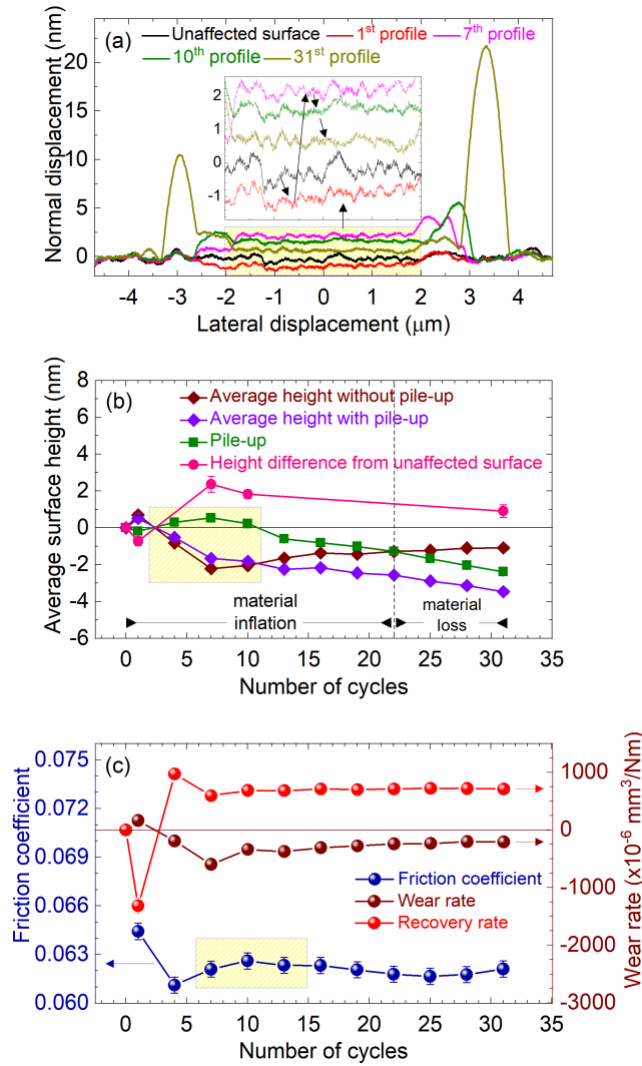 (a)
Unaffected surface 1st profile 7th profile
10th profile 31st profile
Normal displacement (nm)
20
15
10
5
0
2
1
0
-1
-4 -3 -2 -1 0 1 2 3 4
Lateral displacement (μm)
(b)
Average surface height (nm)
8
6
4
2
0
-2
-4
-6
Average height without pile-up
Average height with pile-up
Pile-up
Height difference from unaffected surface
material
inflation
material
loss
0 5 10 15 20 25 30 35
Number of cycles
(c)
Friction coefficient
0.075
0.072
0.069
0.066
0.063
0.060
Friction coefficient
Wear rate
Recovery rate
1000
0
-1000
-2000
-3000
Wear rate (x10-6 mm3/Nm)
0 5 10 15 20 25 30 35
Number of cycles